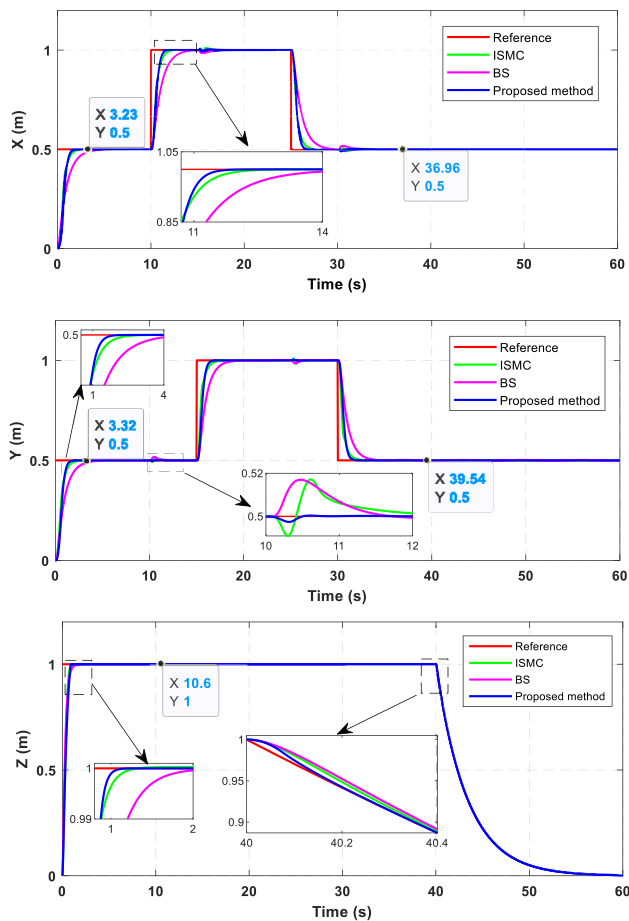 X (m)
1
0.5
0
Reference
ISMC
BS
Proposed method
X 3.23
Y 0.5
1.05
0.85
11 14
X 36.96
Y 0.5
0 10 20 30 40 50 60
Time (s)
Y (m)
1
0.5
0
0.5
1 4
Reference
ISMC
BS
Proposed method
X 3.32
Y 0.5
0.52
0.5
10 11 12
X 39.54
Y 0.5
0 10 20 30 40 50 60
Time (s)
Z (m)
1
0.5
0
Reference
ISMC
BS
Proposed method
X 10.6
Y 1
1
0.99
1 2
1
0.95
0.9
40 40.2 40.4
0 10 20 30 40 50 60
Time (s)